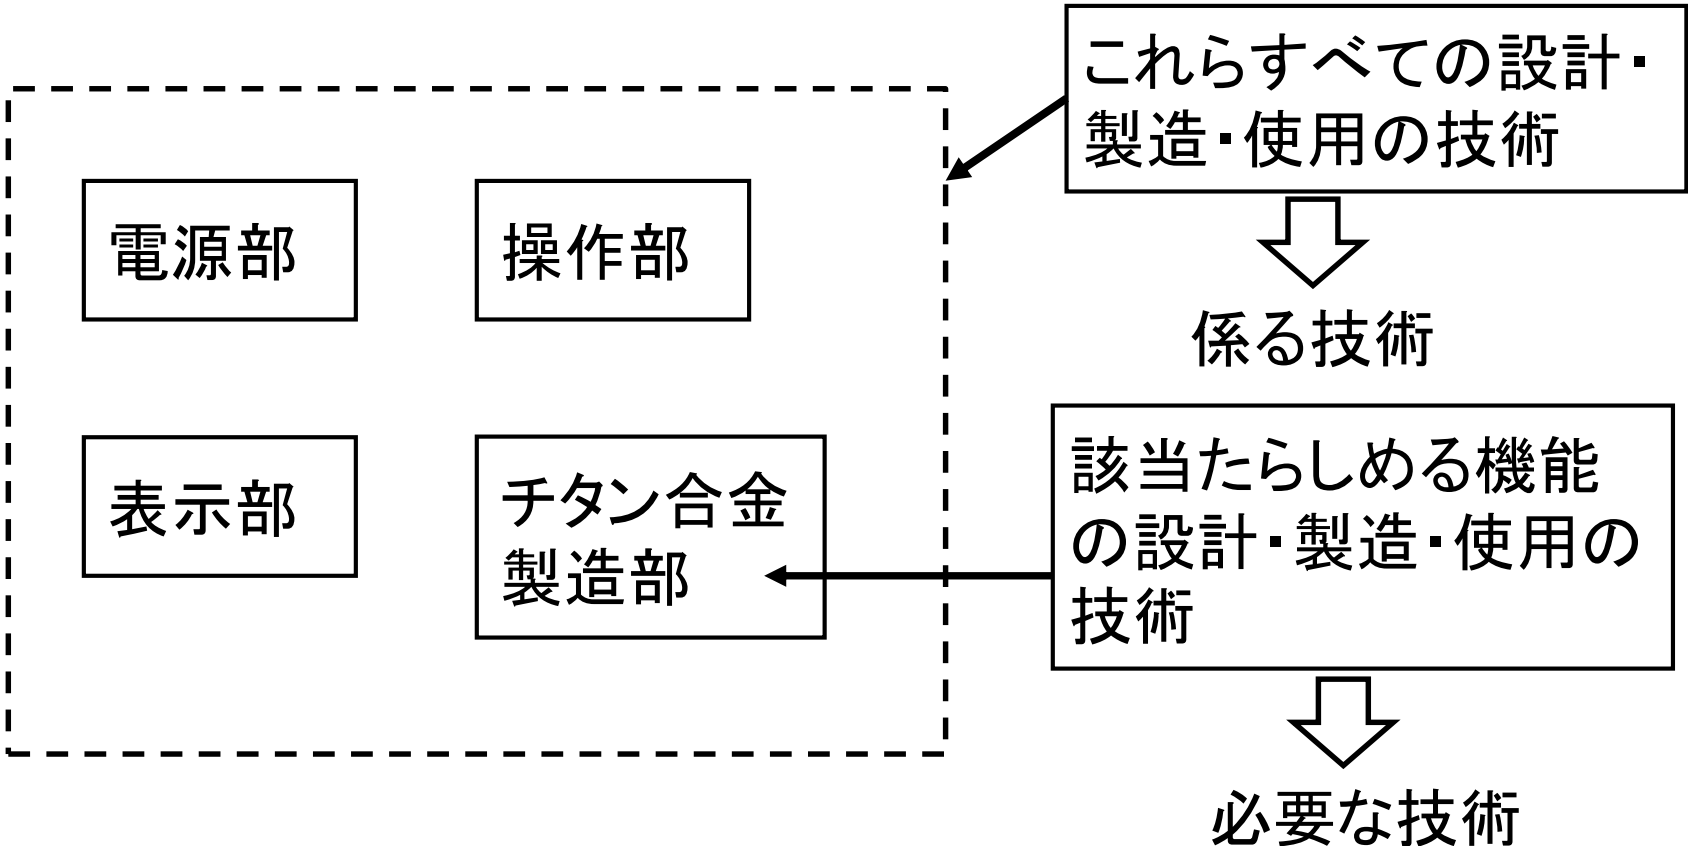 これらすべての設計・
製造・使用の技術
電源部
操作部
係る技術
表示部
チタン合金
製造部
該当たらしめる機能
の設計・製造・使用の
技術
必要な技術